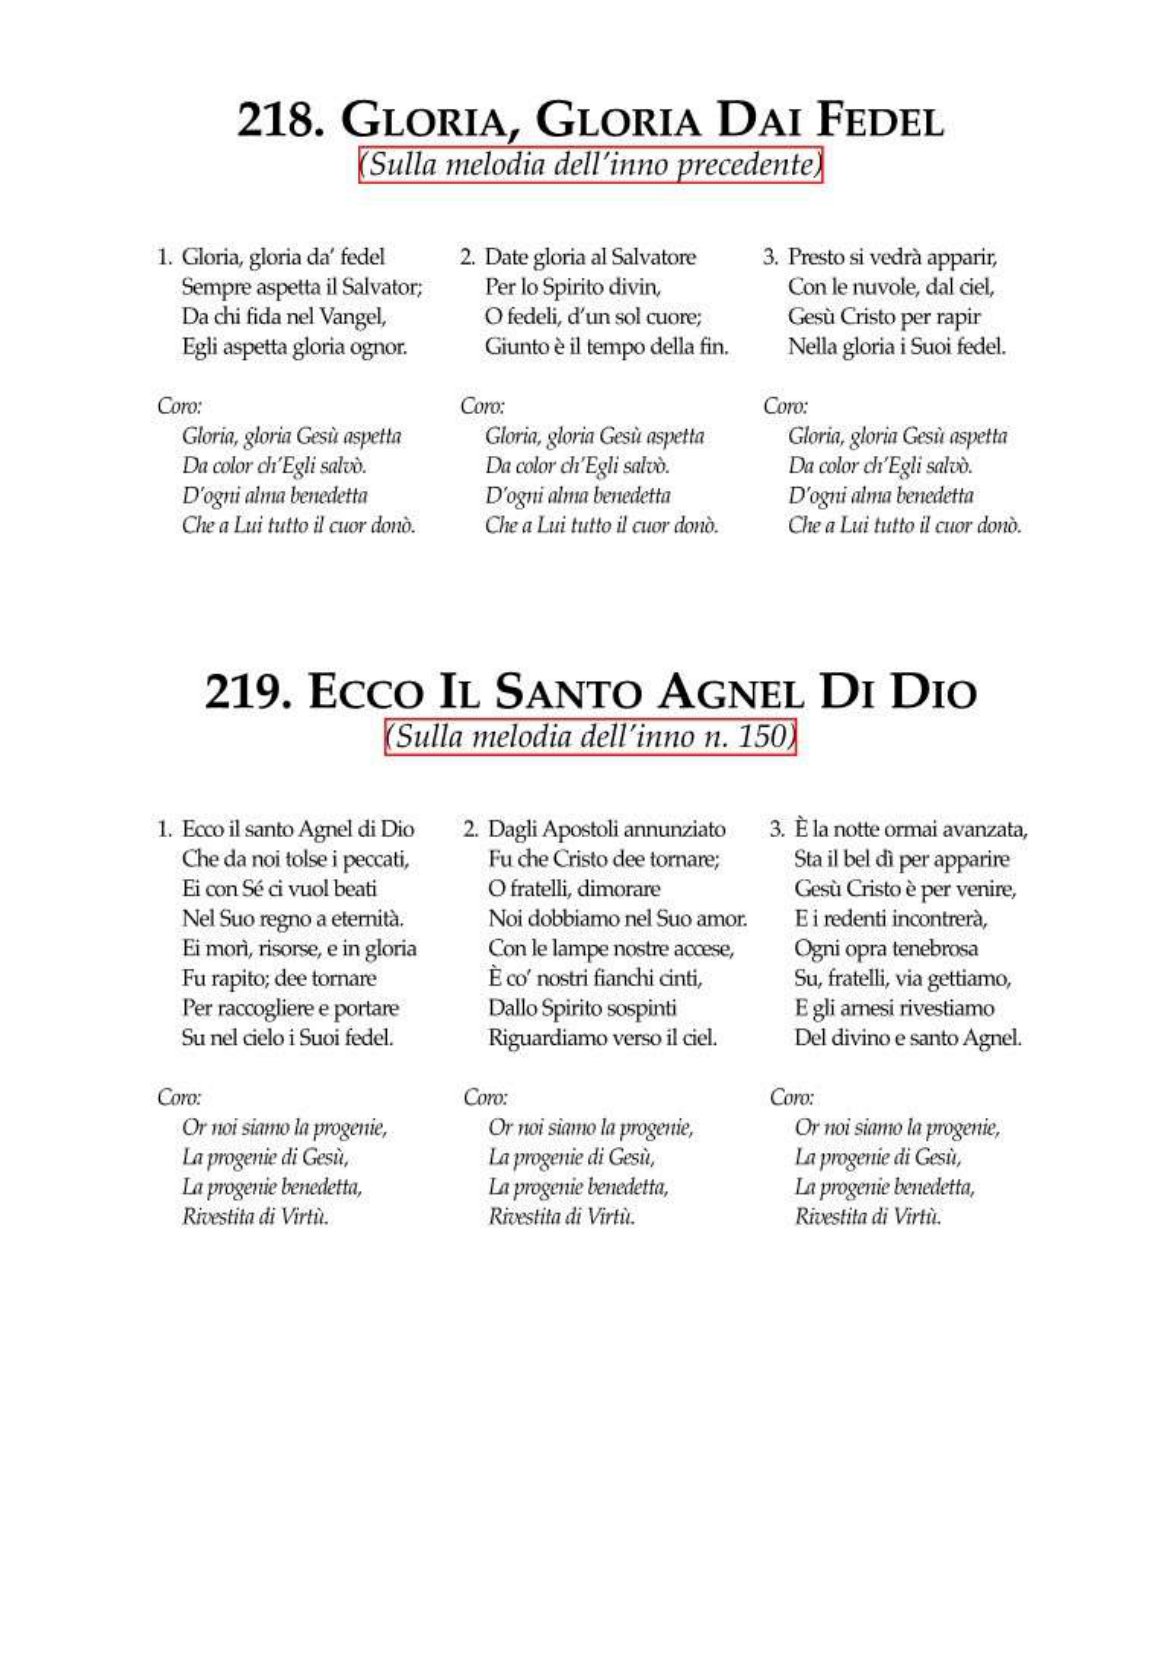 218. GLORIA, GLORIA DAI FEDEL
(Sulla melodia dell'inno precedente)
1. Gloria, gloria da' fedel
Sempre aspetta il Salvator;
Da chi fida nel Vangel,
Egli aspetta gloria ognor.
Coro:
Gloria, gloria Gesù aspetta
Da color ch'Egli salvò.
D'ogni alma benedetta
Che a Lui tutto il cuor donò.
2. Date gloria al Salvatore
Per lo Spirito divin,
O fedeli, d'un sol cuore;
Giunto è il tempo della fin.
Coro:
Gloria, gloria Gesù aspetta
Da color ch'Egli salvò.
D'ogni alma benedetta
Che a Lui tutto il cuor donò.
3. Presto si vedrà apparir,
Con le nuvole, dal ciel,
Gesù Cristo per rapir
Nella gloria i Suoi fedel.
Coro:
Gloria, gloria Gesù aspetta
Da color ch'Egli salvò.
D'ogni alma benedetta
Che a Lui tutto il cuor donò.
219. ECCO IL SANTO AGNEL DI DIO
(Sulla melodia dell'inno n. 150)
1. Ecco il santo Agnel di Dio
Che da noi tolse i peccati,
Ei con Sé ci vuol beati
Nel Suo regno a eternità.
Ei morì, risorse, e in gloria
Fu rapito; dee tornare
Per raccogliere e portare
Su nel cielo i Suoi fedel.
Coro:
Or noi siamo la progenie,
La progenie di Gesù,
La progenie benedetta,
Rivestita di Virtù.
2. Dagli Apostoli annunziato
Fu che Cristo dee tornare;
O fratelli, dimorare
Noi dobbiamo nel Suo amor.
Con le lampe nostre accese,
È co' nostri fianchi cinti,
Dallo Spirito sospinti
Riguardiamo verso il ciel.
Coro:
Or noi siamo la progenie,
La progenie di Gesù,
La progenie benedetta,
Rivestita di Virtù.
3. È la notte ormai avanzata,
Sta il bel dì per apparire
Gesù Cristo è per venire,
E i redenti incontrerà,
Ogni opra tenebrosa
Su, fratelli, via gettiamo,
E gli arnesi rivestiamo
Del divino e santo Agnel.
Coro:
Or noi siamo la progenie,
La progenie di Gesù,
La progenie benedetta,
Rivestita di Virtù.